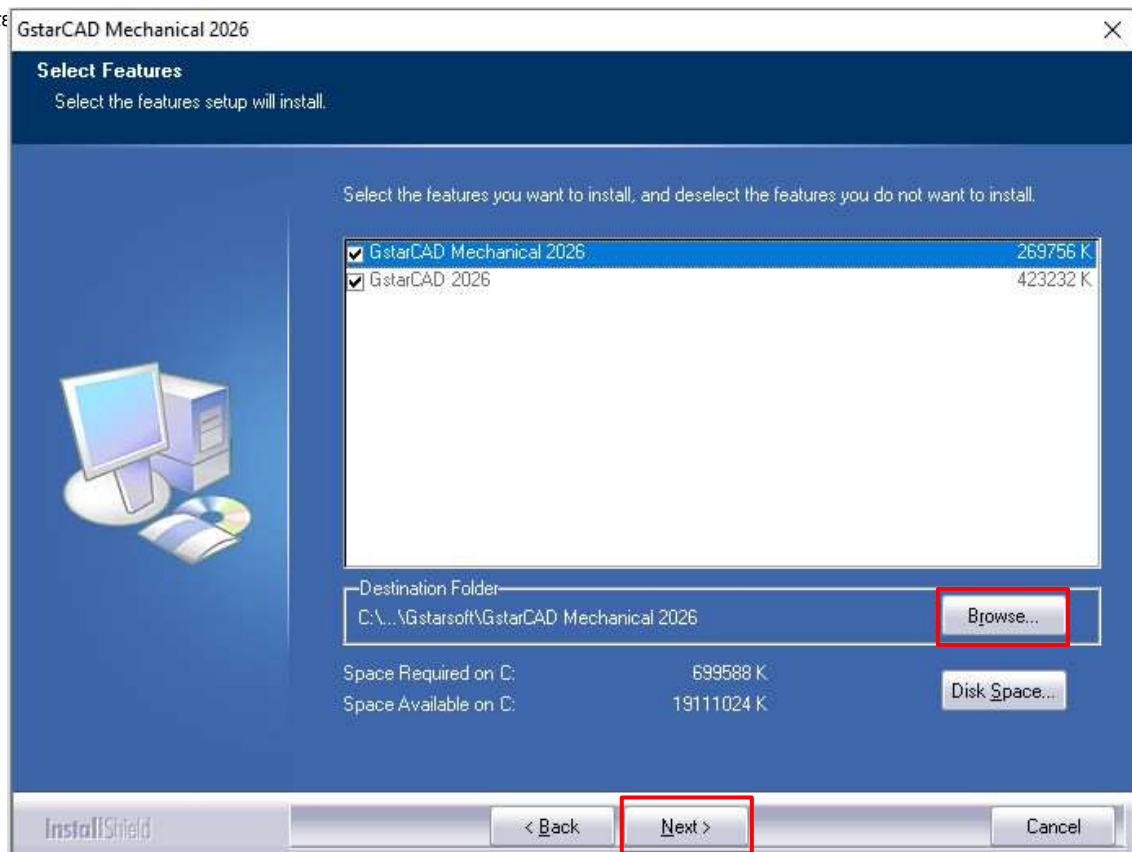 GstarCAD Mechanical 2026
Select Features
Select the features setup will install.
Select the features you want to install, and deselect the features you do not want to install.
GstarCAD Mechanical 2026 269756 K
GstarCAD 2026 423232 K
Destination Folder
C:\...\Gstarsoft\GstarCAD Mechanical 2026 Browse...
Space Required on C: 699588 K
Space Available on C: 19111024 K
Disk Space...
InstallShield < Back Next > Cancel